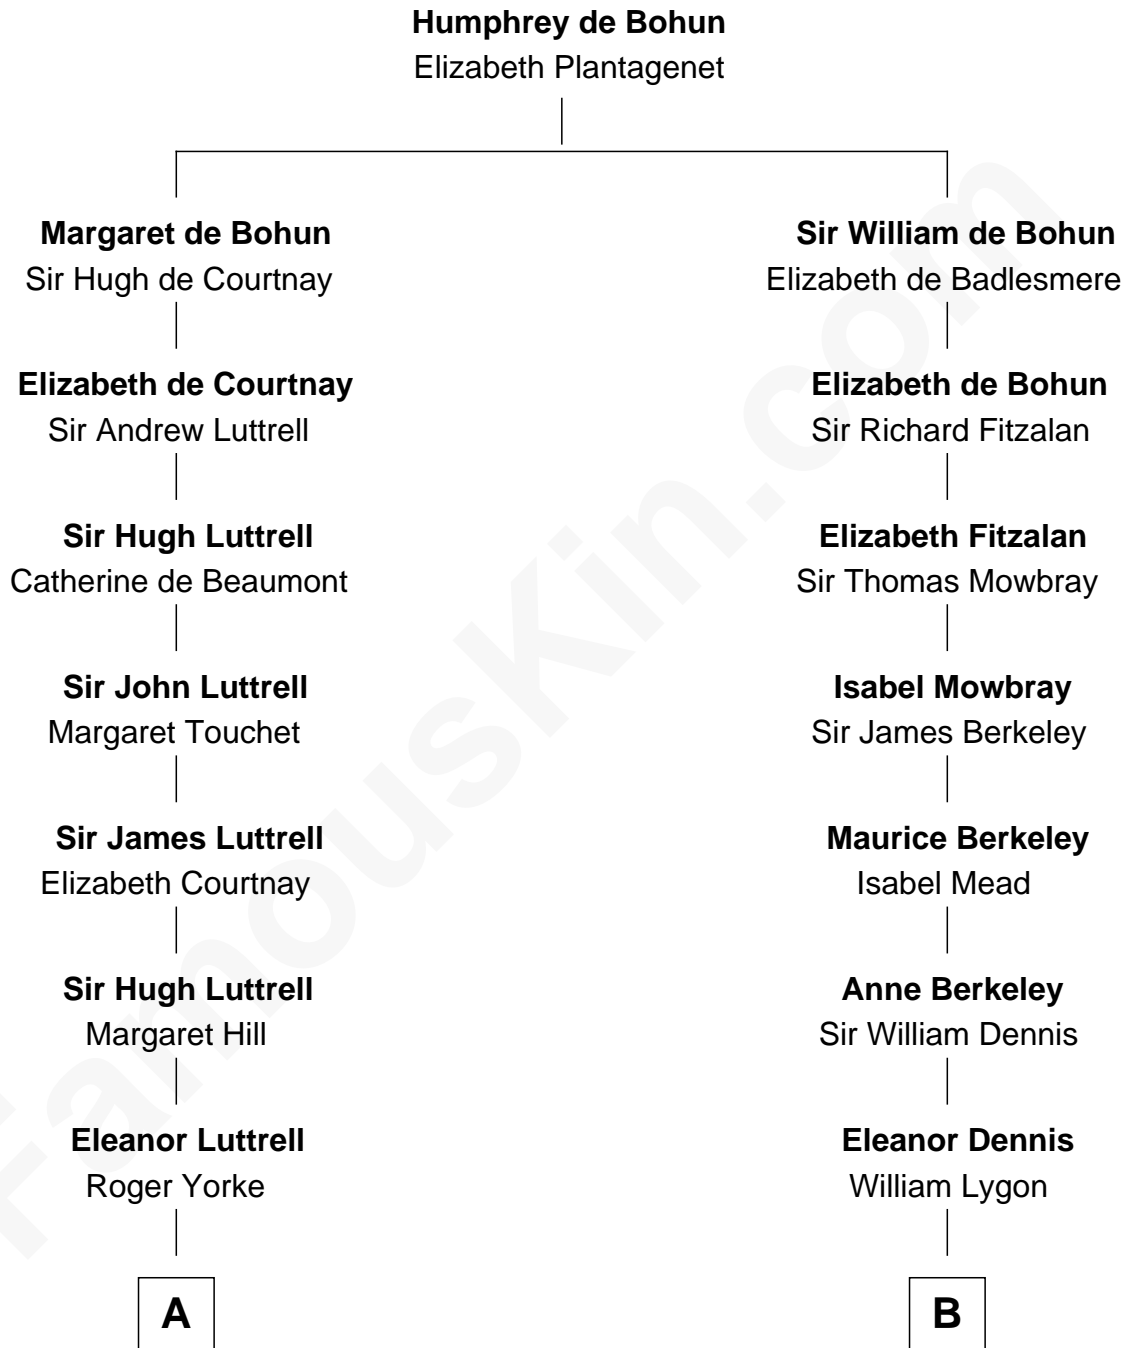 Humphrey de Bohun
Elizabeth Plantagenet
Margaret de Bohun
Sir Hugh de Courtnay
Sir William de Bohun
Elizabeth de Badlesmere
Elizabeth de Courtnay
Sir Andrew Luttrell
Elizabeth de Bohun
Sir Richard Fitzalan
Sir Hugh Luttrell
Catherine de Beaumont
Elizabeth Fitzalan
Sir Thomas Mowbray
Sir John Luttrell
Margaret Touchet
Isabel Mowbray
Sir James Berkeley
Sir James Luttrell
Elizabeth Courtnay
Maurice Berkeley
Isabel Mead
Sir Hugh Luttrell
Margaret Hill
Anne Berkeley
Sir William Dennis
Eleanor Luttrell
Roger Yorke
Eleanor Dennis
William Lygon
A
B
FamousKin.com